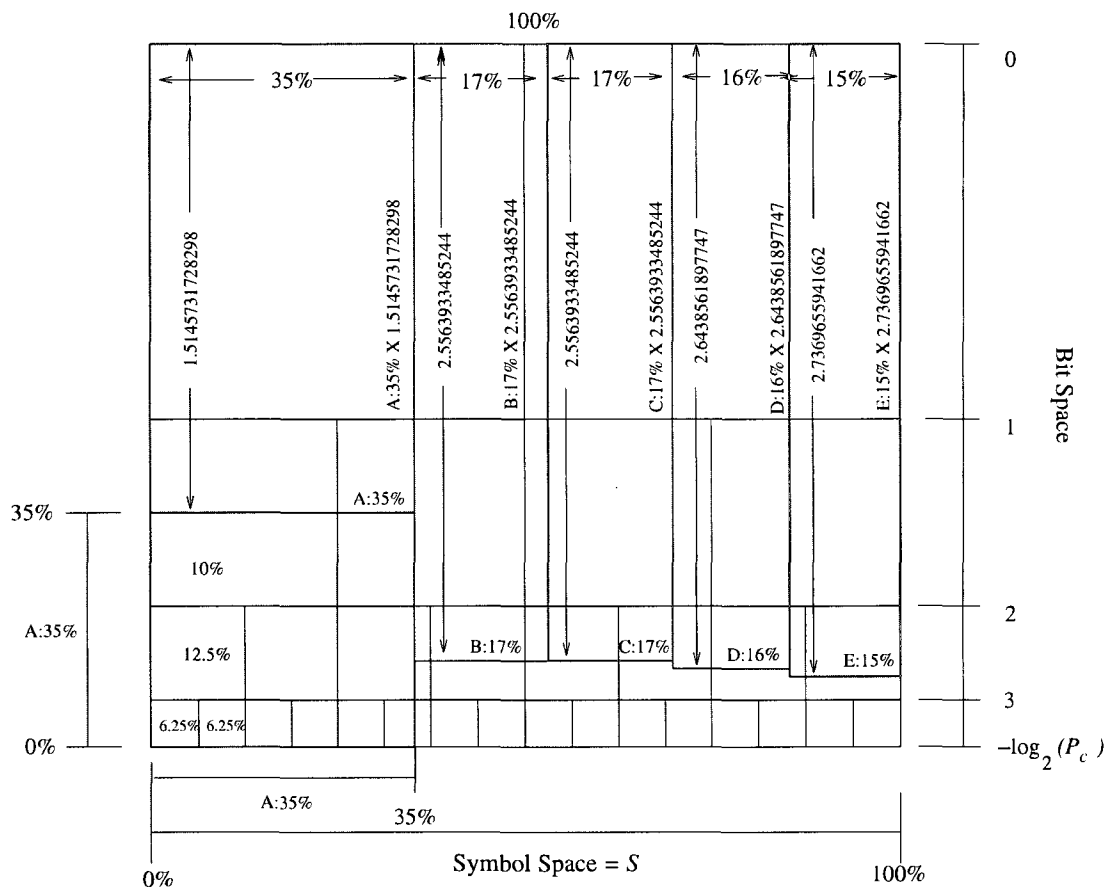 100%
0
35%
17%
17%
16%
15%
1.5145731728298
A:35% X 1.5145731728298
2.5563933485244
B:17% X 2.5563933485244
2.5563933485244
C:17% X 2.5563933485244
2.6438561897747
D:16% X 2.6438561897747
2.7369655941662
E:15% X 2.7369655941662
Bit Space
1
A:35%
35%
10%
2
A:35%
12.5%
B:17%
C:17%
D:16%
E:15%
3
6.25%
6.25%
0%
–log2 (Pc )
A:35%
35%
Symbol Space = S
0%
100%